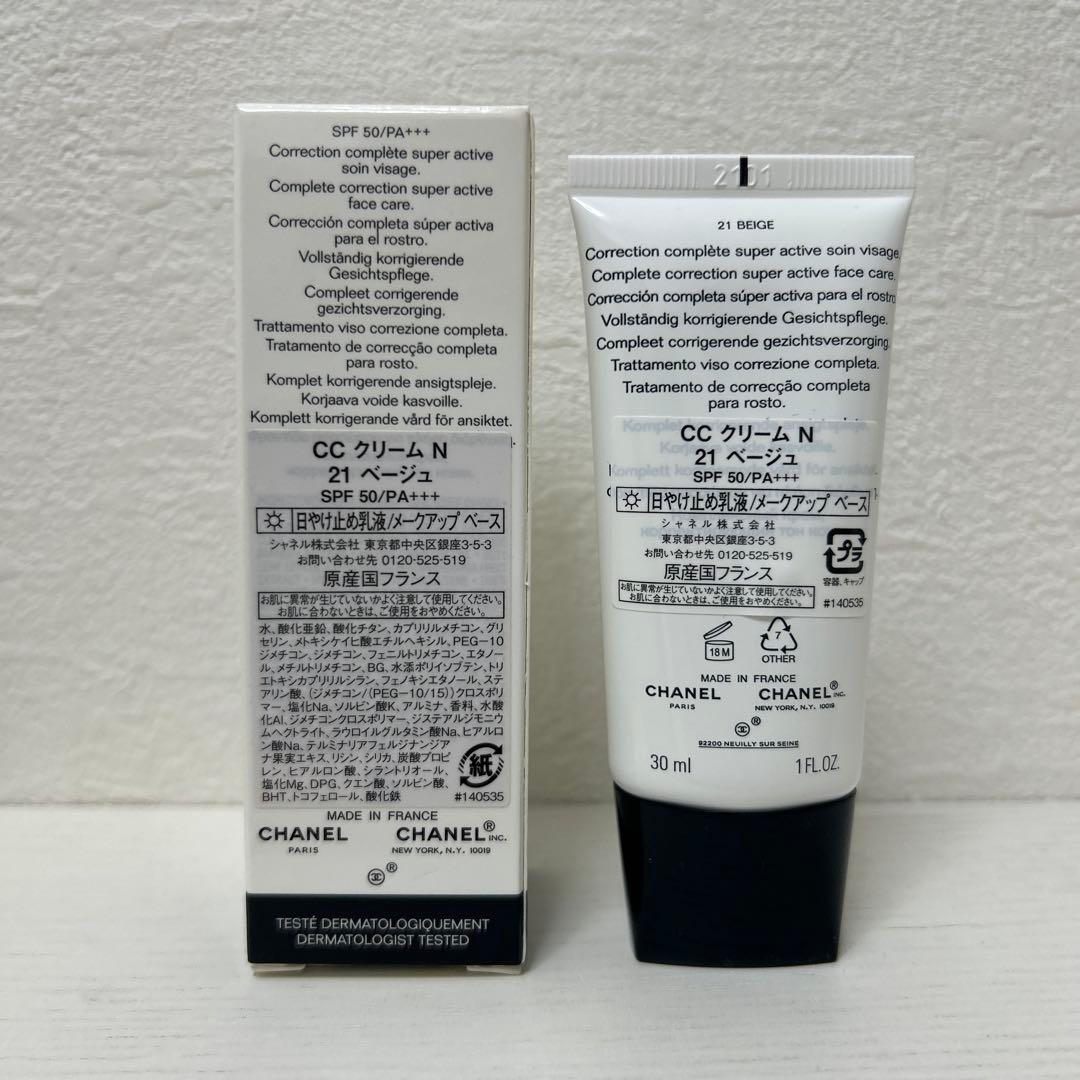 SPF 50/PA+++
Correction complète super active
soin visage.
Complete correction super active
face care.
Corrección completa súper activa
para el rostro.
Vollständig korrigierende
Gesichtspflege.
Compleet corrigerende
gezichtsverzorging.
Trattamento viso correzione completa.
Tratamento de correcção completa
para rosto.
Komplet korrigerende ansigtspleje.
Korjaava voide kasvoille.
Komplett korrigerande vård för ansiktet.
CC クリーム N
21 ベージュ
SPF 50/PA+++
日やけ止め乳液/メークアップ ベース
シャネル株式会社 東京都中央区銀座3-5-3
お問い合わせ先 0120-525-519
原産国フランス
お肌に異常が生じていないかよく注意して使用してください。
お肌に合わないときは、ご使用をおやめください。
水、酸化亜鉛、酸化チタン、カプリリルメチコン、グリ
セリン、メトキシケイヒ酸エチルヘキシル、PEG-10
ジメチコン、ジメチコン、フェニルトリメチコン、エタノー
ル、メチルトリメチコン、BG、水添ポリイソブテン、トリ
エトキシカプリリルシラン、フェノキシエタノール、ステ
アリン酸、(ジメチコン/(PEG-10/15))クロスポリ
マー、塩化Na、ソルビン酸K、アルミナ、香料、水酸
化Al、ジメチコンクロスポリマー、ジステアルジモニウ
ムヘクトライト、ラウロイルグルタミン酸Na、ヒアルロ
ン酸Na、テルミナリアフェルジナンジアナ
果実エキス、リシン、シリカ、炭酸プロピ
レン、ヒアルロン酸、シラントリオール、
塩化Mg、DPG、クエン酸、ソルビン酸、
BHT、トコフェロール、酸化鉄
紙
#140535
MADE IN FRANCE
CHANEL CHANEL® INC.
PARIS NEW YORK, N.Y. 10019
®
TESTÉ DERMATOLOGIQUEMENT
DERMATOLOGIST TESTED
21 BEIGE
Correction complète super active soin visage.
Complete correction super active face care.
Corrección completa súper activa para el rostro
Vollständig korrigierende Gesichtspflege.
Compleet corrigerende gezichtsverzorging.
Trattamento viso correzione completa.
Tratamento de correcção completa
para rosto.
CC クリーム N
21 ベージュ
SPF 50/PA+++
日やけ止め乳液/メークアップ ベース
シャネル株式会社
東京都中央区銀座3-5-3
お問い合わせ先 0120-525-519
原産国フランス
お肌に異常が生じていないかよく注意して使用してください。
お肌に合わないときは、ご使用をおやめください。
プラ
容器、キャップ
#140535
18 M
7
OTHER
MADE IN FRANCE
CHANEL CHANEL® INC.
PARIS NEW YORK, N.Y. 10019
®
92200 NEUILLY SUR SEINE
30 ml 1 FL.OZ.